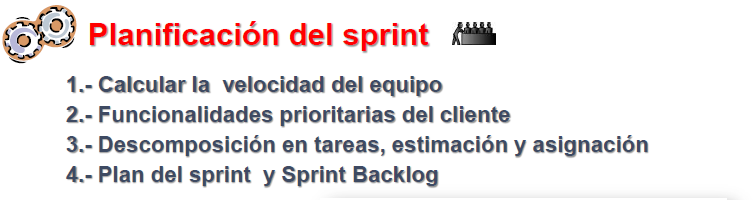 Planificación del sprint
1.- Calcular la velocidad del equipo
2.- Funcionalidades prioritarias del cliente
3.- Descomposición en tareas, estimación y asignación
4.- Plan del sprint y Sprint Backlog